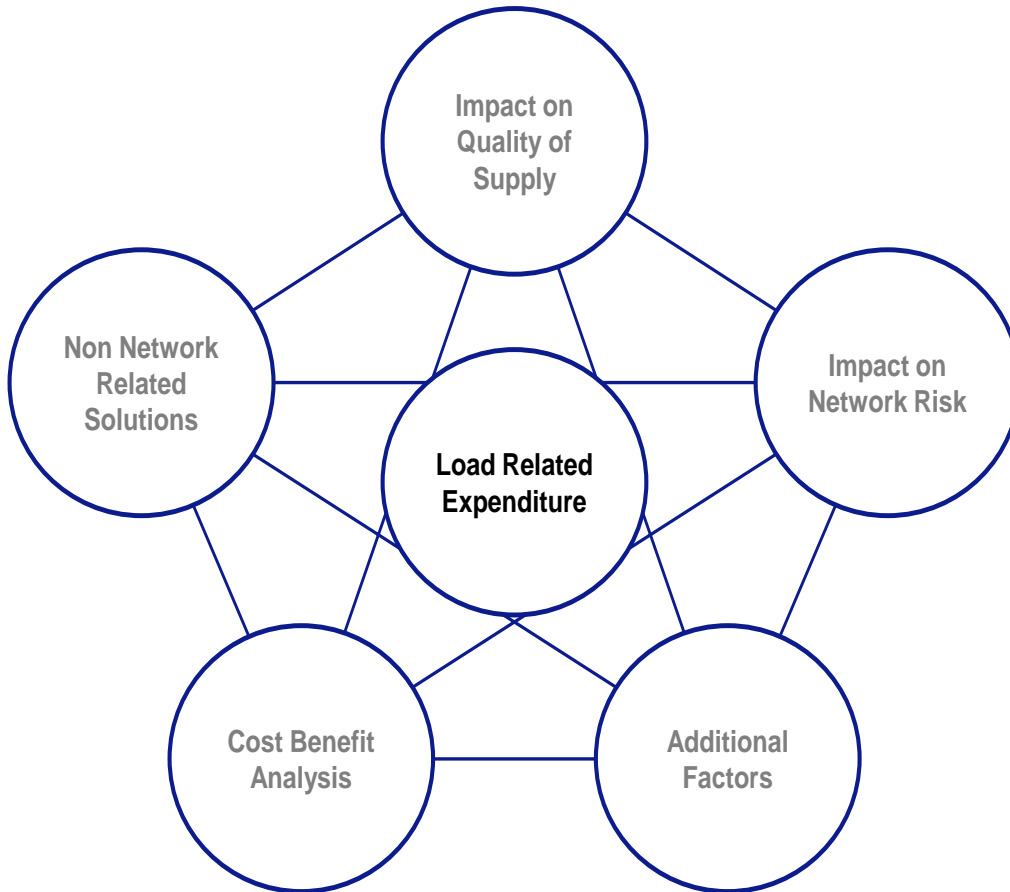 Impact on
Quality of
Supply
Non Network
Related
Solutions
Impact on
Network Risk
Load Related
Expenditure
Cost Benefit
Analysis
Additional
Factors